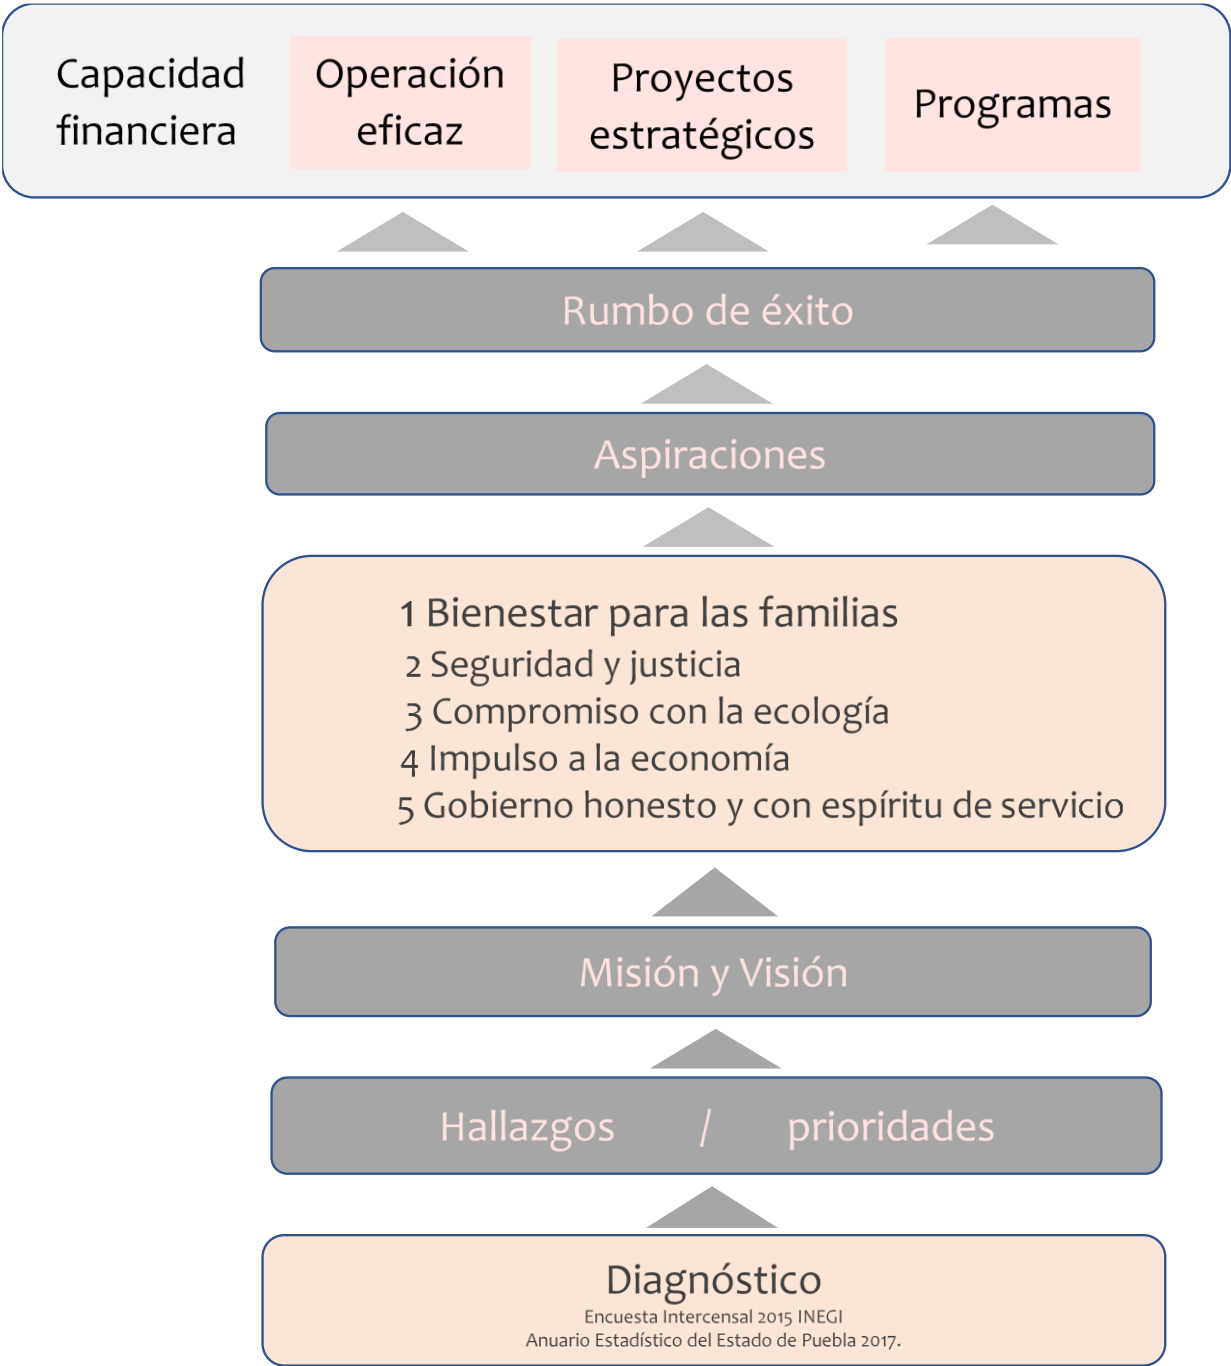 Capacidad
financiera
Operación
eficaz
Proyectos
estratégicos
Programas
Rumbo de éxito
Aspiraciones
1 Bienestar para las familias
2 Seguridad y justicia
3 Compromiso con la ecología
4 Impulso a la economía
5 Gobierno honesto y con espíritu de servicio
Misión y Visión
Hallazgos / prioridades
Diagnóstico
Encuesta Intercensal 2015 INEGI
Anuario Estadístico del Estado de Puebla 2017.